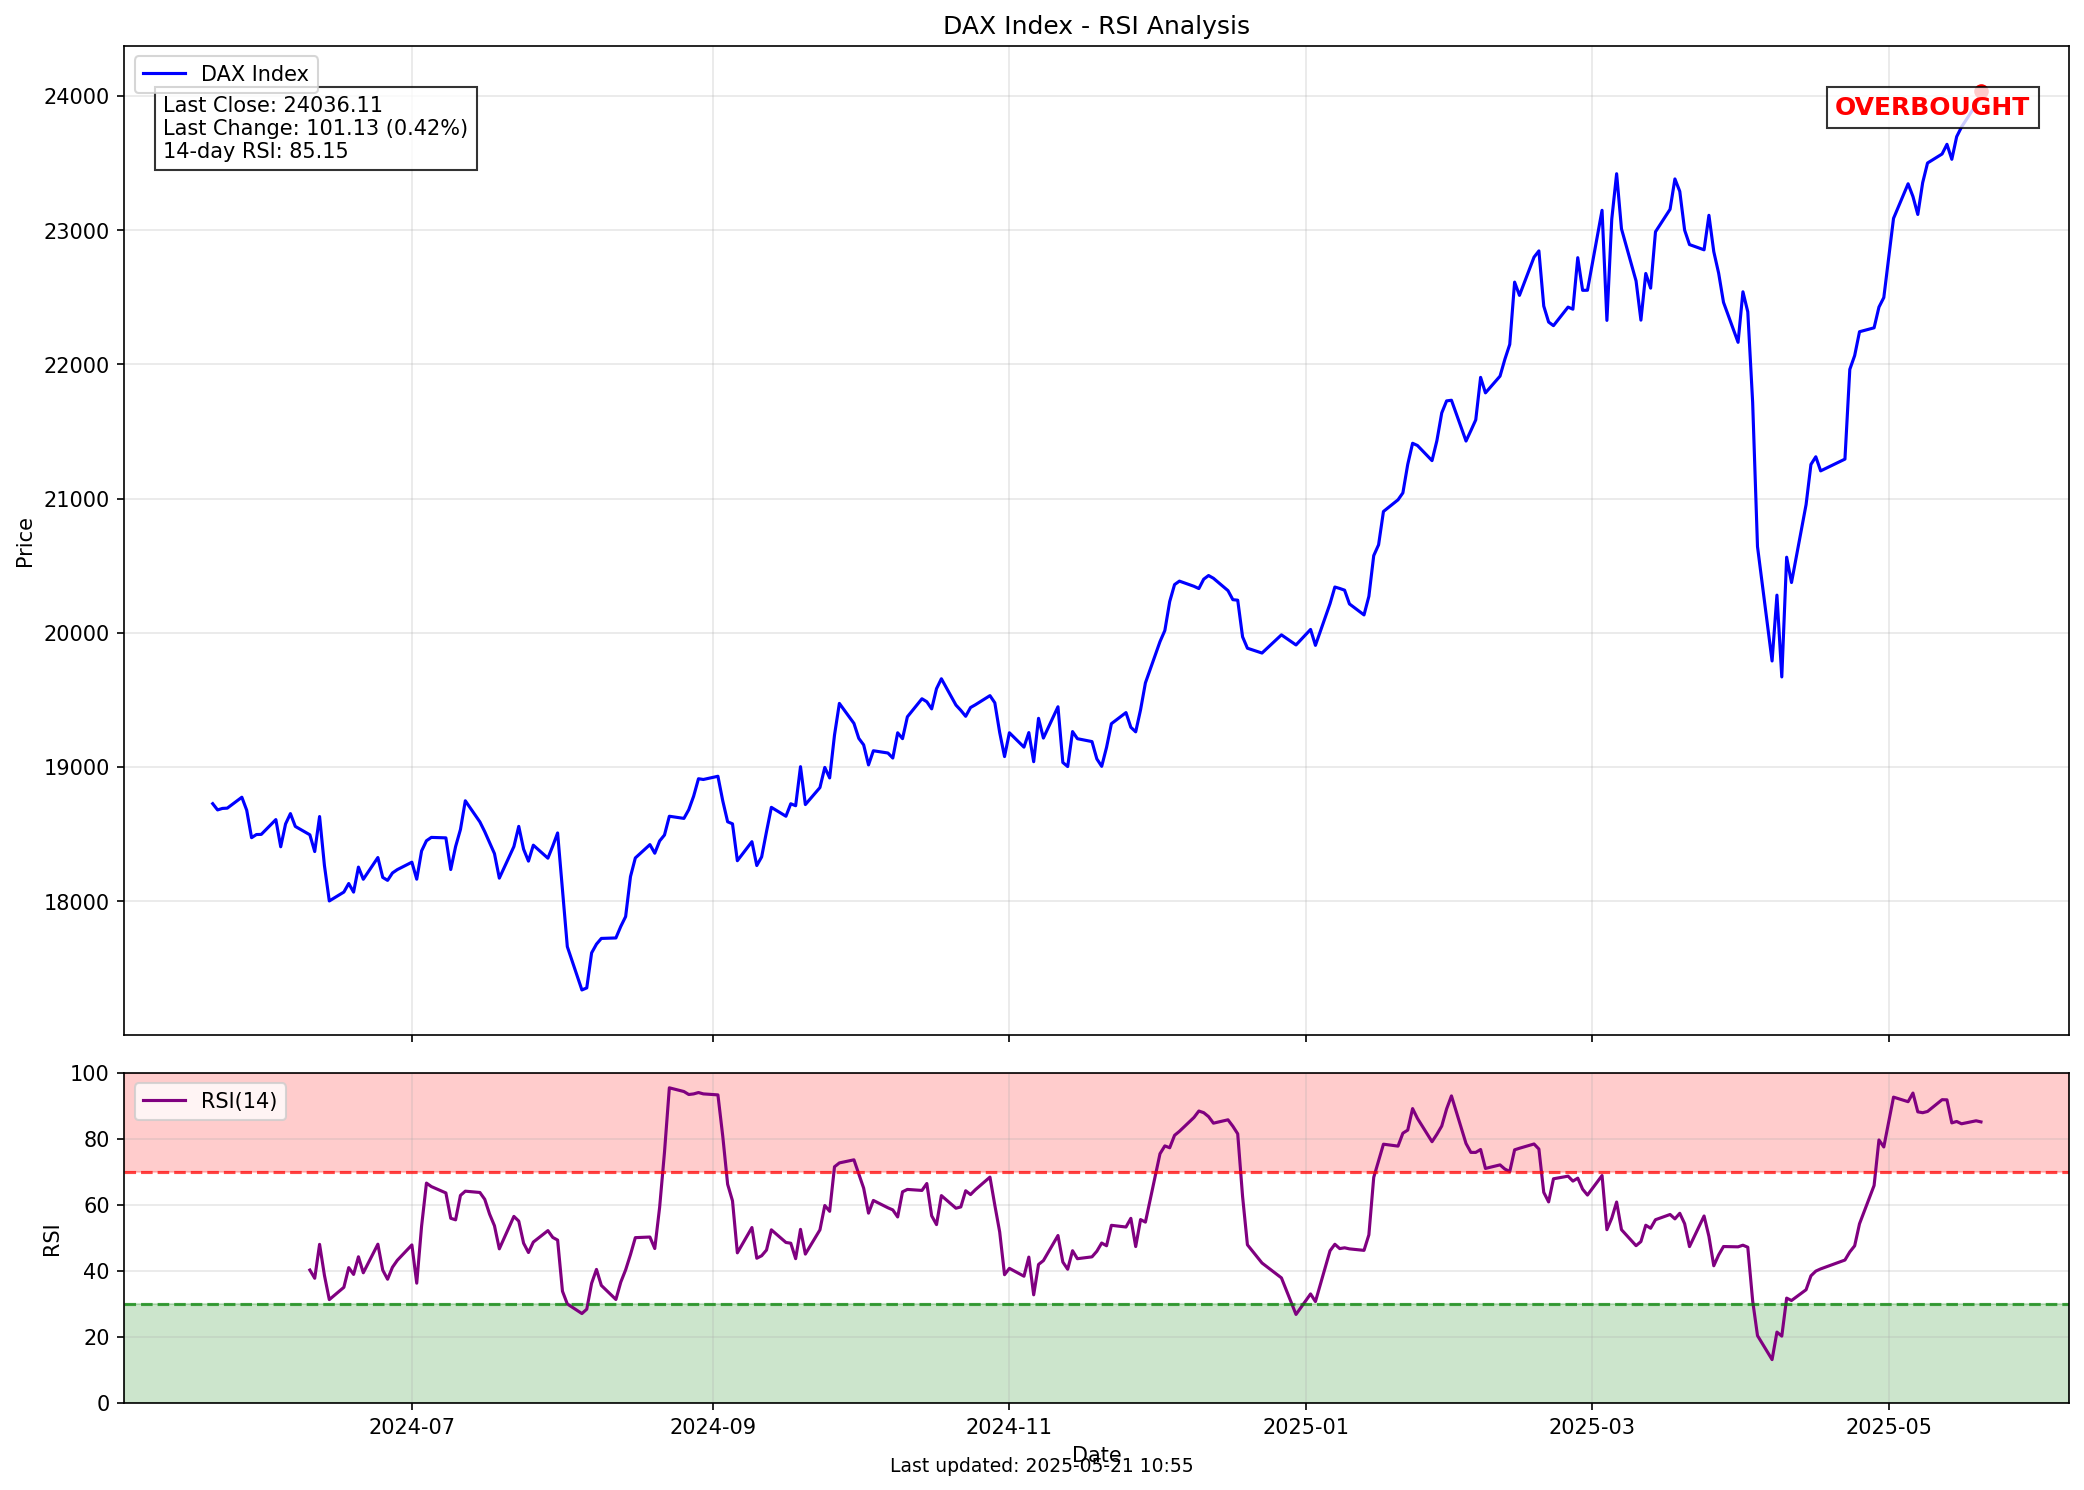 DAX Index - RSI Analysis
DAX Index
Last Close: 24036.11
Last Change: 101.13 (0.42%)
14-day RSI: 85.15
OVERBOUGHT
24000
23000
22000
21000
20000
19000
18000
Price
RSI(14)
100
80
60
40
20
0
RSI
2024-07
2024-09
2024-11
2025-01
2025-03
2025-05
Date
Last updated: 2025-05-21 10:55